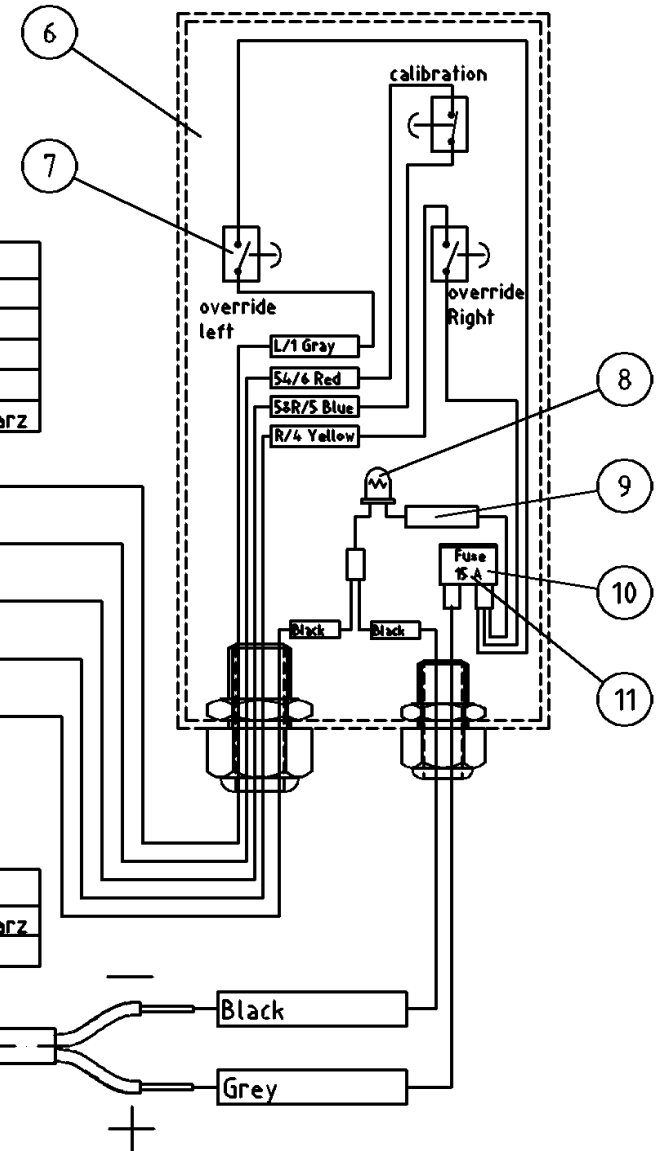 6
calibration
7
override
left
override
Right
L/1 Gray
54/6 Red
58R/5 Blue
R/4 Yellow
8
9
Fuse
15 A
10
Black
Black
11
arz
arz
−
Black
Grey
+